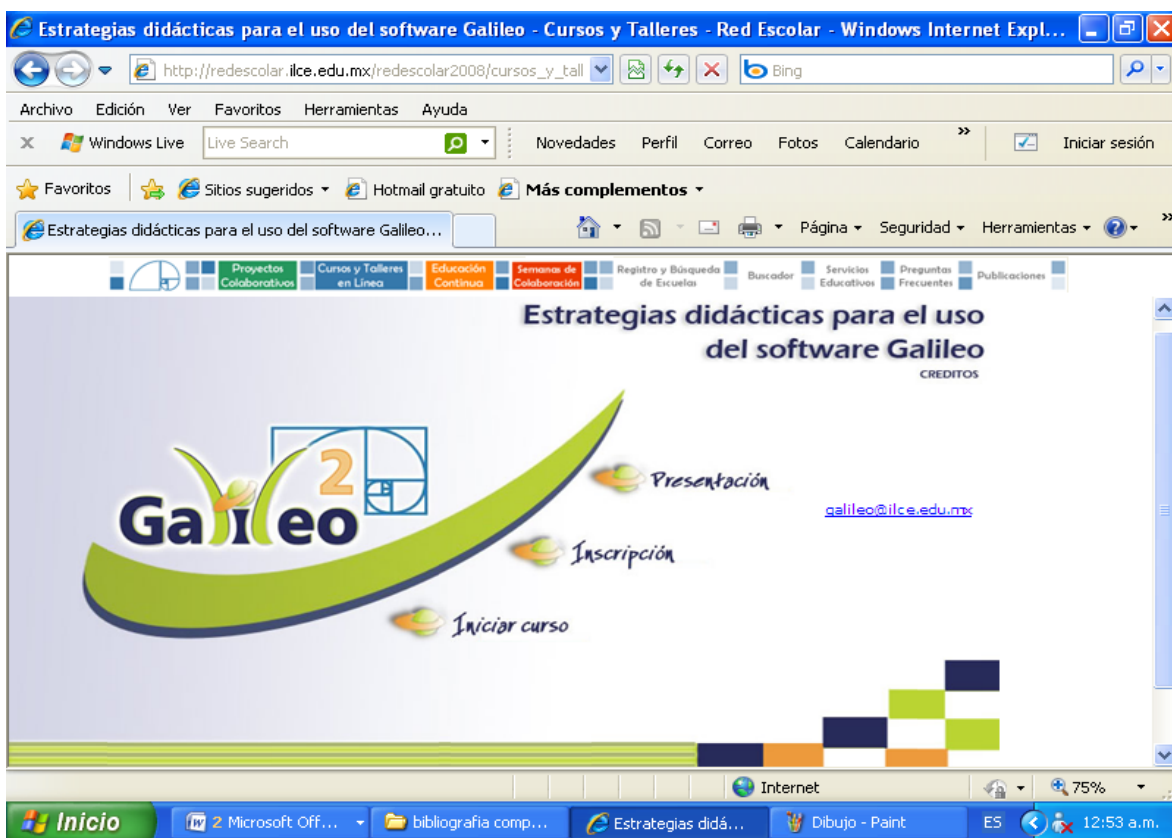 Estrategias didácticas para el uso del software Galileo - Cursos y Talleres - Red Escolar - Windows Internet Expl...
http://redescolar.ilce.edu.mx/redescolar2008/cursos_y_tall
Bing
Archivo Edición Ver Favoritos Herramientas Ayuda
x Windows Live Live Search Novedades Perfil Correo Fotos Calendario » Iniciar sesión
Favoritos Sitios sugeridos Hotmail gratuito Más complementos
Estrategias didácticas para el uso del software Galileo... Página Seguridad Herramientas »
Proyectos Colaborativos Cursos y Talleres en Línea Educación Continua Semanas de Colaboración Registro y Búsqueda de Escuelas Buscador Servicios Educativos Preguntas Frecuentes Publicaciones
Estrategias didácticas para el uso
del software Galileo
CREDITOS
Galileo 2
Presentación
galileo@ilce.edu.mx
Inscripción
Iniciar curso
Internet 75%
Inicio 2 Microsoft Off... bibliografia comp... Estrategias didá... Dibujo - Paint ES 12:53 a.m.